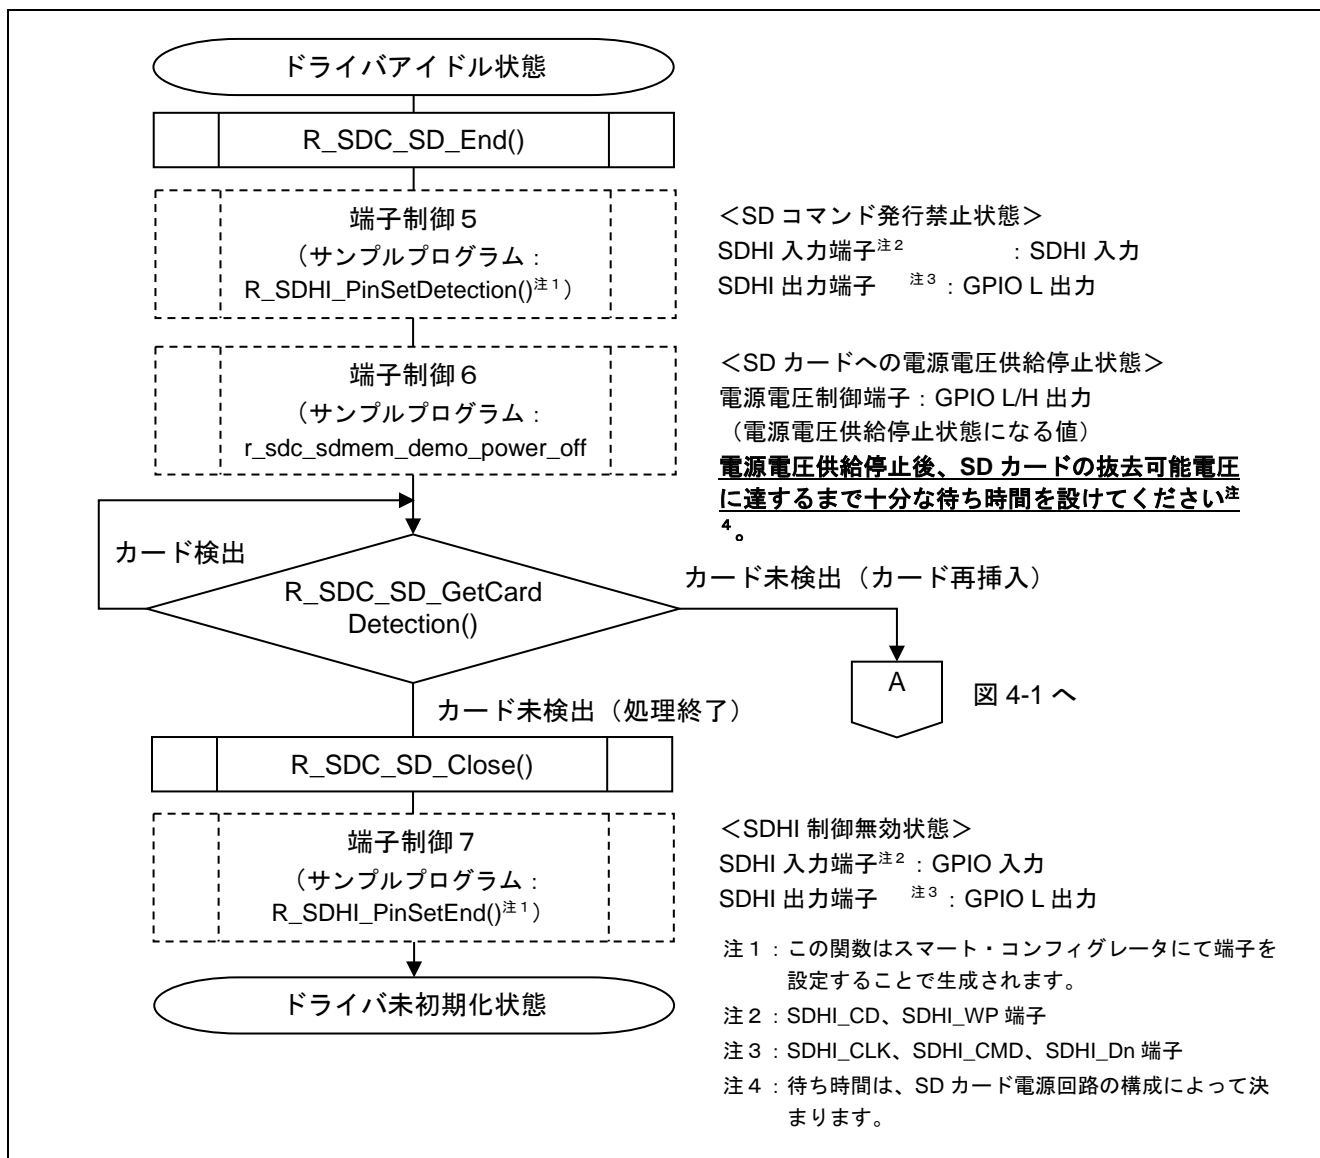 ドライバアイドル状態
R_SDC_SD_End()
端子制御５
（サンプルプログラム：
R_SDHI_PinSetDetection()注１）
＜SD コマンド発行禁止状態＞
SDHI 入力端子注２ ：SDHI 入力
SDHI 出力端子 注３：GPIO L 出力
端子制御６
（サンプルプログラム：
r_sdc_sdmem_demo_power_off
＜SD カードへの電源電圧供給停止状態＞
電源電圧制御端子：GPIO L/H 出力
（電源電圧供給停止状態になる値）
電源電圧供給停止後、SD カードの抜去可能電圧
に達するまで十分な待ち時間を設けてください注
４。
カード検出
R_SDC_SD_GetCard
Detection()
カード未検出（カード再挿入）
A
図 4-1 へ
カード未検出（処理終了）
R_SDC_SD_Close()
端子制御７
（サンプルプログラム：
R_SDHI_PinSetEnd()注１）
＜SDHI 制御無効状態＞
SDHI 入力端子注２：GPIO 入力
SDHI 出力端子 注３：GPIO L 出力
ドライバ未初期化状態
注１：この関数はスマート・コンフィグレータにて端子を
設定することで生成されます。
注２：SDHI_CD、SDHI_WP 端子
注３：SDHI_CLK、SDHI_CMD、SDHI_Dn 端子
注４：待ち時間は、SD カード電源回路の構成によって決
まります。